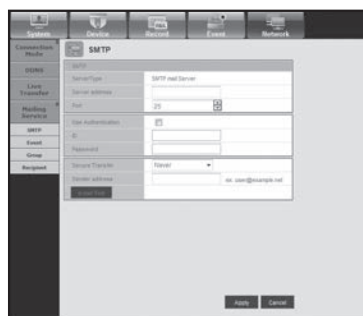 System Device Record Event Network
Connection Mode
DDNS
Live Transfer
Mailing Service
SMTP
Event
Group
Recipient
SMTP
SMTP
ServerType SMTP mail Server
Server address
Port 25
Use Authentication
ID
Password
Secure Transfer Never
Sender address ex. user@example.net
Apply Cancel